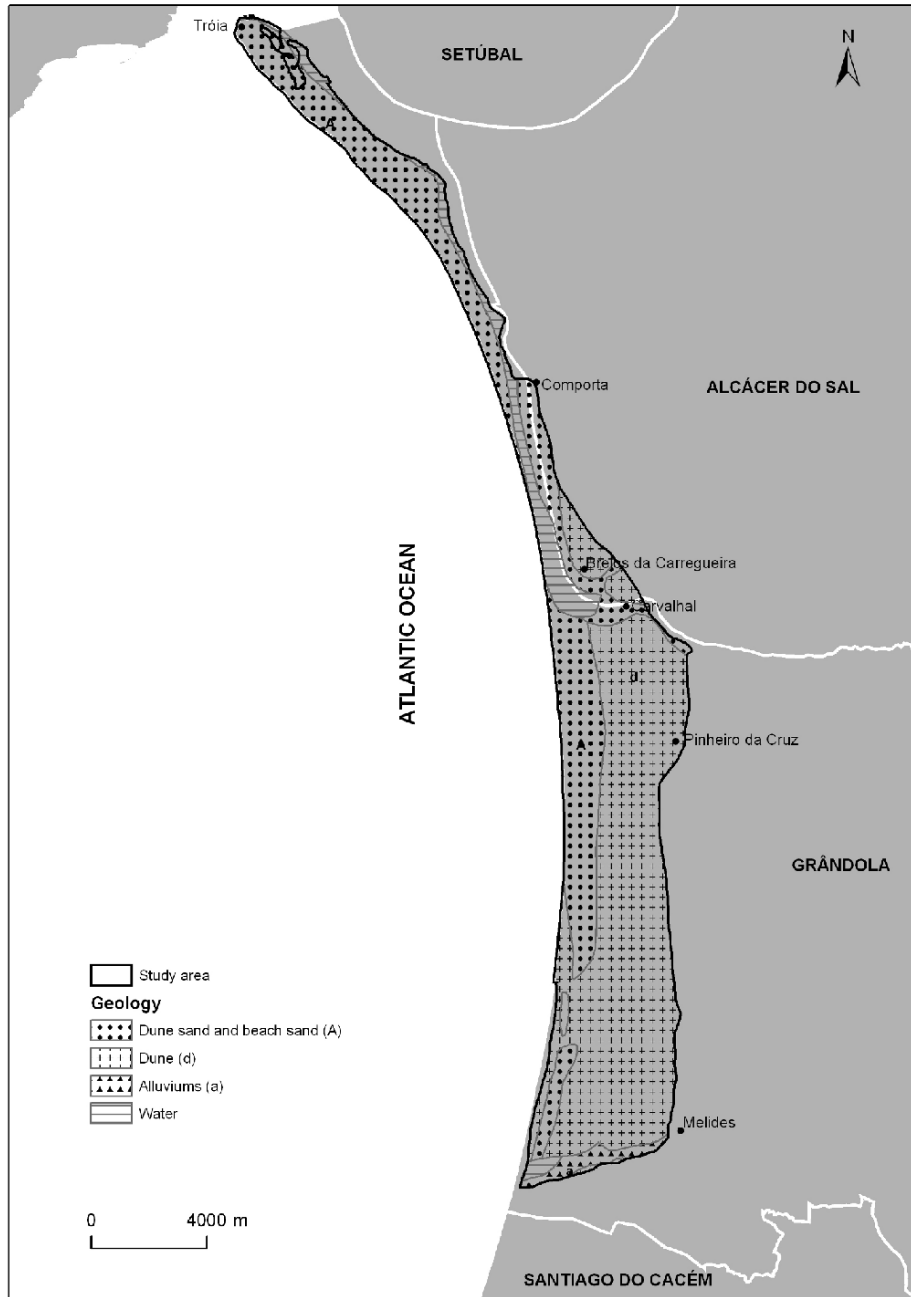 Tróia
SETÚBAL
N
A
Comporta
ALCÁCER DO SAL
Brejos da Carregueira
Carvalhal
ATLANTIC OCEAN
d
A
Pinheiro da Cruz
GRÂNDOLA
Study area
Geology
Dune sand and beach sand (A)
Dune (d)
Alluviums (a)
Water
Melides
a
0 4000 m
SANTIAGO DO CACÉM